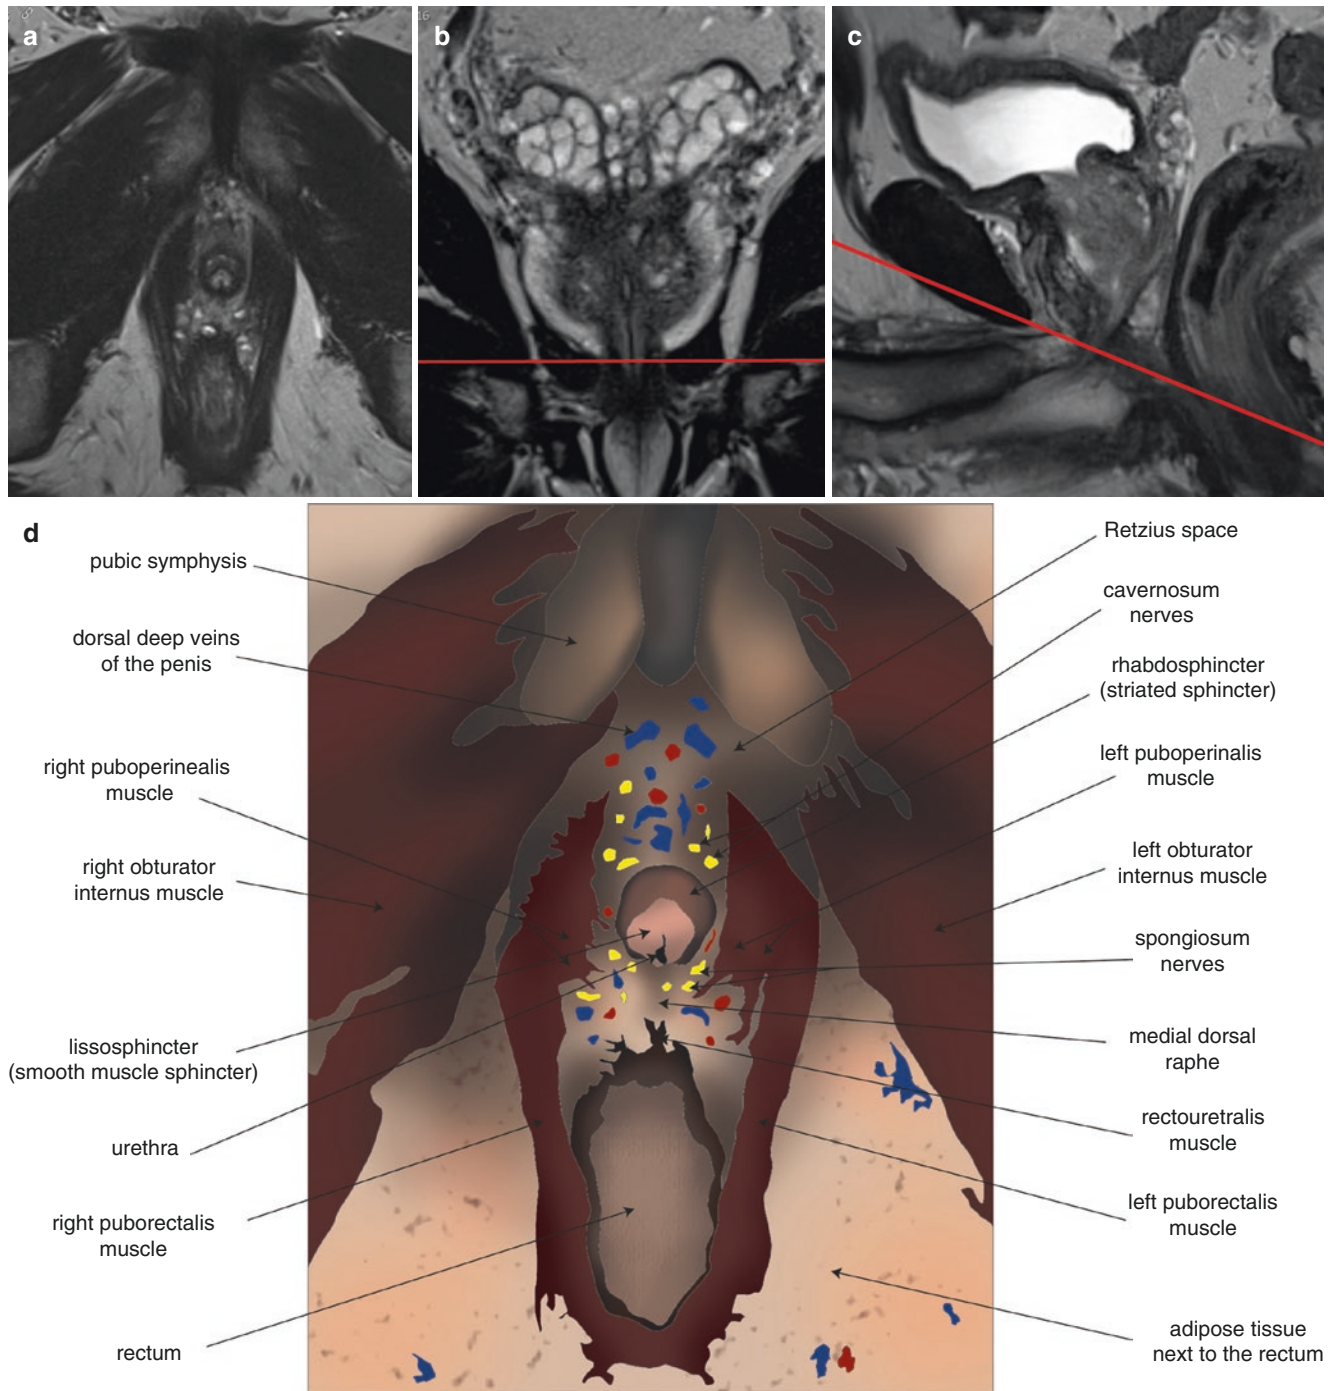 a
b
c
16
d
pubic symphysis
dorsal deep veins
of the penis
right puboperinealis
muscle
right obturator
internus muscle
lissosphincter
(smooth muscle sphincter)
urethra
right puborectalis
muscle
rectum
Retzius space
cavernosum
nerves
rhabdosphincter
(striated sphincter)
left puboperinalis
muscle
left obturator
internus muscle
spongiosum
nerves
medial dorsal
raphe
rectouretralis
muscle
left puborectalis
muscle
adipose tissue
next to the rectum